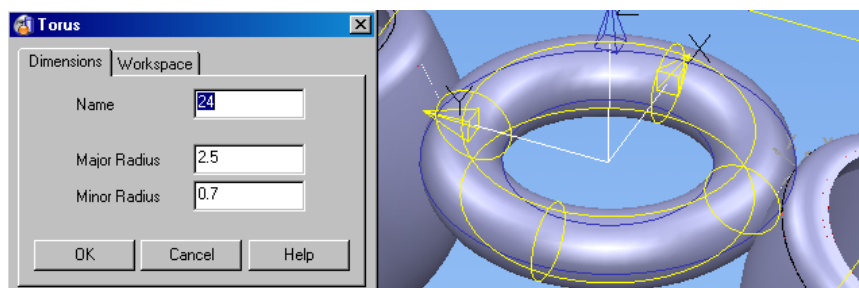 Torus
Dimensions Workspace
Name 24
Major Radius 2.5
Minor Radius 0.7
OK Cancel Help
X
Y